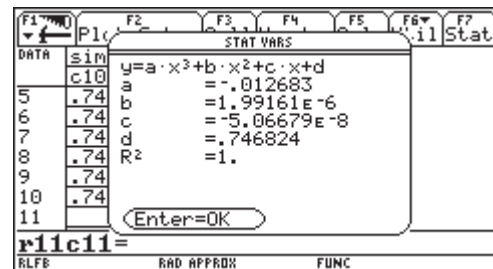 F1 F2 F3 F4 F5 F6 F7
Stat
STAT VARS
DATA sim
c10
y=a·x³+b·x²+c·x+d
a =-.012683
b =1.99161ᴇ-6
c =-5.06679ᴇ-8
d =.746824
R² =1.
5 .74
6 .74
7 .74
8 .74
9 .74
10 .74
11
Enter=OK
r11c11=
RLFB RAD APPROX FUNC